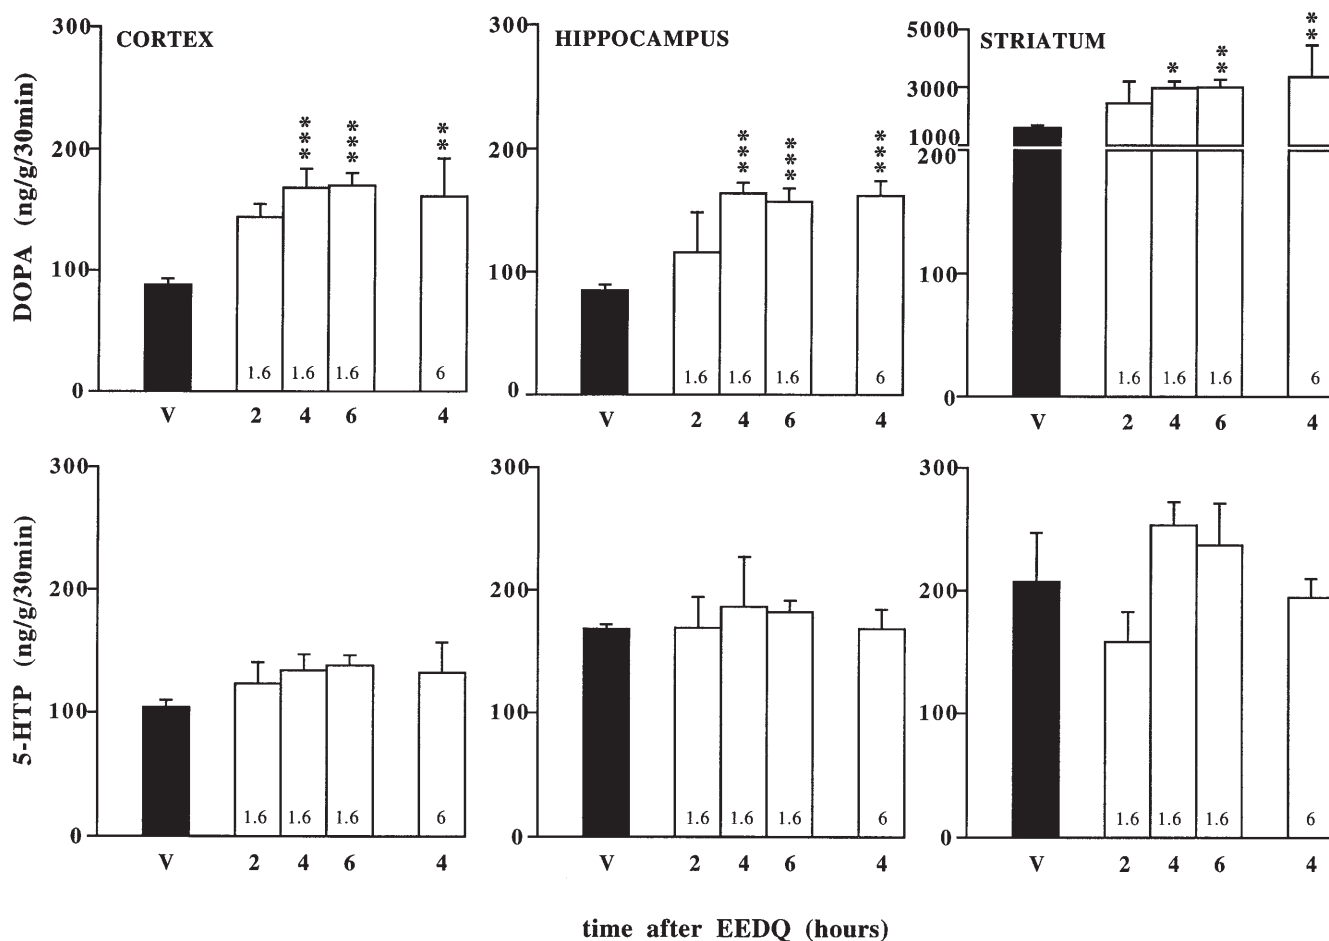 CORTEX
HIPPOCAMPUS
STRIATUM
DOPA (ng/g/30min)
300
200
100
0
*** *** **
1.6 1.6 1.6 6
V 2 4 6 4
300
200
100
0
*** *** ***
1.6 1.6 1.6 6
V 2 4 6 4
5000
3000
1000
200
100
0
* ** **
1.6 1.6 1.6 6
V 2 4 6 4
5-HTP (ng/g/30min)
300
200
100
0
1.6 1.6 1.6 6
V 2 4 6 4
300
200
100
0
1.6 1.6 1.6 6
V 2 4 6 4
300
200
100
0
1.6 1.6 1.6 6
V 2 4 6 4
time after EEDQ (hours)